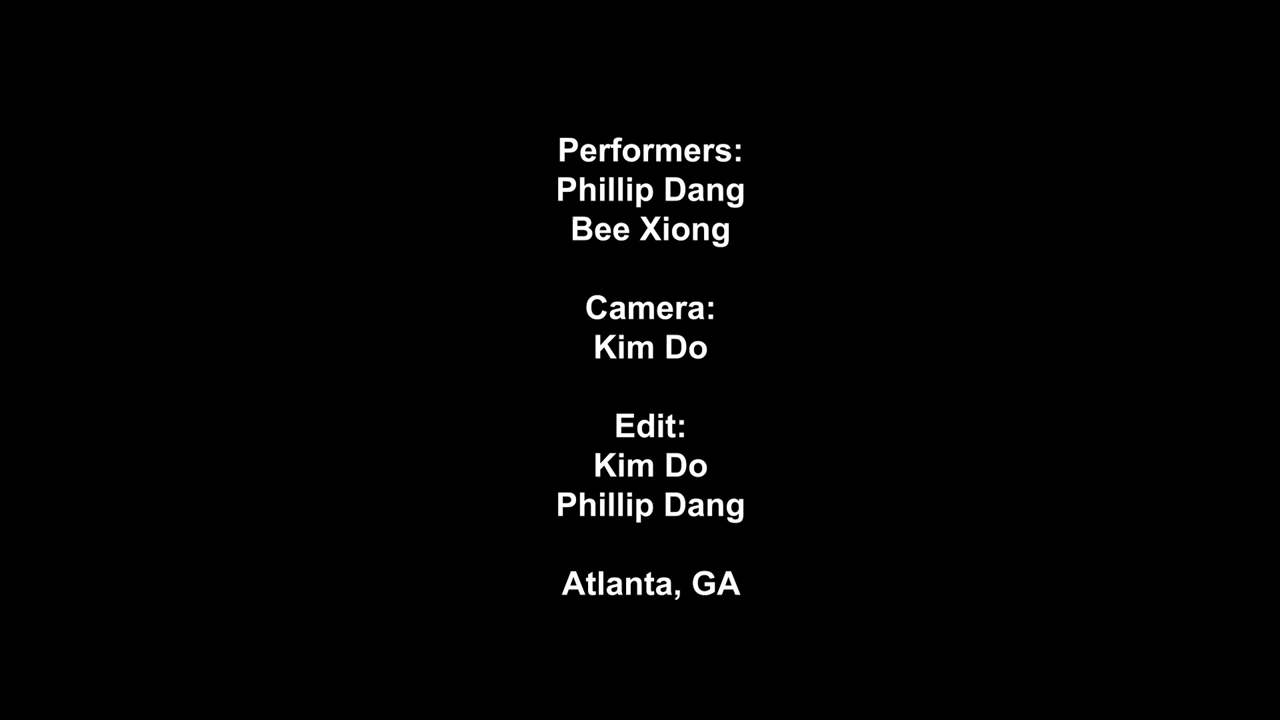 Performers:
Phillip Dang
Bee Xiong
Camera:
Kim Do
Edit:
Kim Do
Phillip Dang
Atlanta, GA